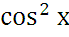 cos² x